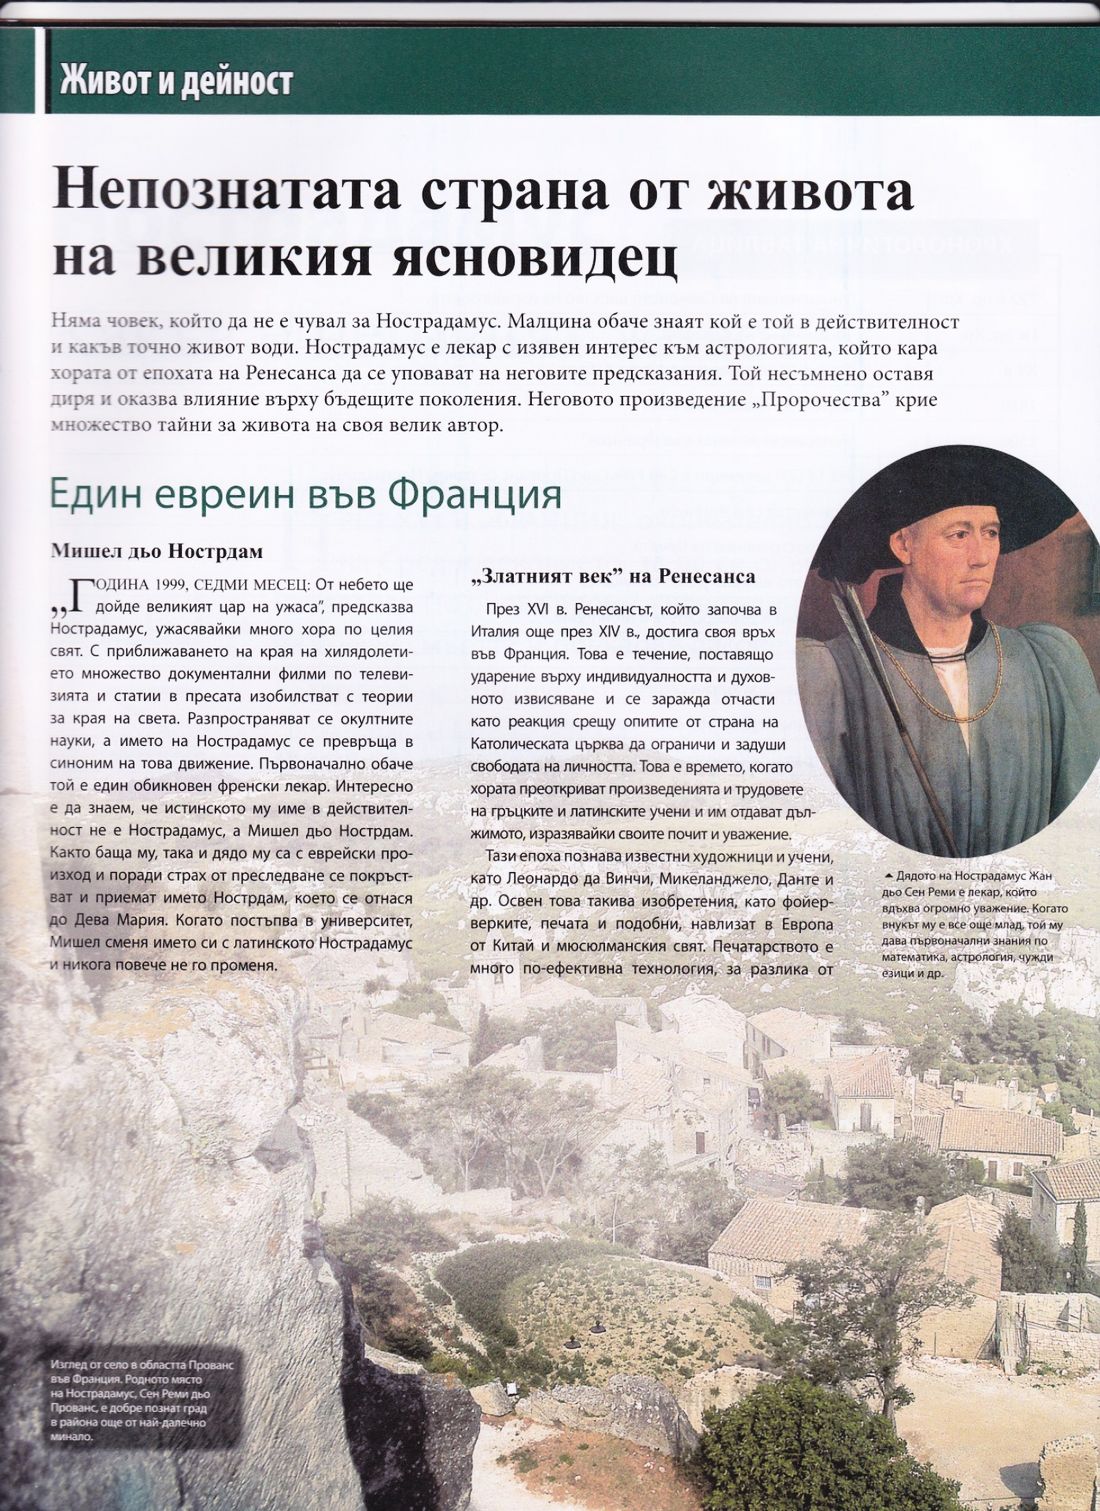 Живот и дейност
Непознатата страна от живота
на великия ясновидец
Няма човек, който да не е чувал за Нострадамус. Малцина обаче знаят кой е той в действителност
и какъв точно живот води. Нострадамус е лекар с изявен интерес към астрологията, който кара
хората от епохата на Ренесанса да се уповават на неговите предсказания. Той несъмнено оставя
диря и оказва влияние върху бъдещите поколения. Неговото произведение „Пророчества” крие
множество тайни за живота на своя велик автор.
Един евреин във Франция
Мишел дьо Нострдам
„ГОДИНА 1999, СЕДМИ МЕСЕЦ: От небето ще
дойде великият цар на ужаса”, предсказва
Нострадамус, ужасявайки много хора по целия
свят. С приближаването на края на хилядолети-
ето множество документални филми по телеви-
зията и статии в пресата изобилстват с теории
за края на света. Разпространяват се окултните
науки, а името на Нострадамус се превръща в
синоним на това движение. Първоначално обаче
той е един обикновен френски лекар. Интересно
е да знаем, че истинското му име в действител-
ност не е Нострадамус, а Мишел дьо Нострдам.
Както баща му, така и дядо му са с еврейски про-
изход и поради страх от преследване се покръст-
ват и приемат името Нострдам, което се отнася
до Дева Мария. Когато постъпва в университет,
Мишел сменя името си с латинското Нострадамус
и никога повече не го променя.
„Златният век” на Ренесанса
През XVI в. Ренесансът, който започва в
Италия още през XIV в., достига своя връх
във Франция. Това е течение, поставящо
ударение върху индивидуалността и духов-
ното извисяване и се заражда отчасти
като реакция срещу опитите от страна на
Католическата църква да ограничи и задуши
свободата на личността. Това е времето, когато
хората преоткриват произведенията и трудовете
на гръцките и латинските учени и им отдават дъл-
жимото, изразявайки своите почит и уважение.
Тази епоха познава известни художници и учени,
като Леонардо да Винчи, Микеланджело, Данте и
др. Освен това такива изобретения, като фойер-
верките, печата и подобни, навлизат в Европа
от Китай и мюсюлманския свят. Печатарството е
много по-ефективна технология, за разлика от
Дядото на Нострадамус Жан
дьо Сен Реми е лекар, който
вдъхва огромно уважение. Когато
внукът му е все още млад, той му
дава първоначални знания по
математика, астрология, чужди
езици и др.
Изглед от село в областта Прованс
във Франция. Родното място
на Нострадамус, Сен Реми дьо
Прованс, е добре познат град
в района още от най-далечно
минало.